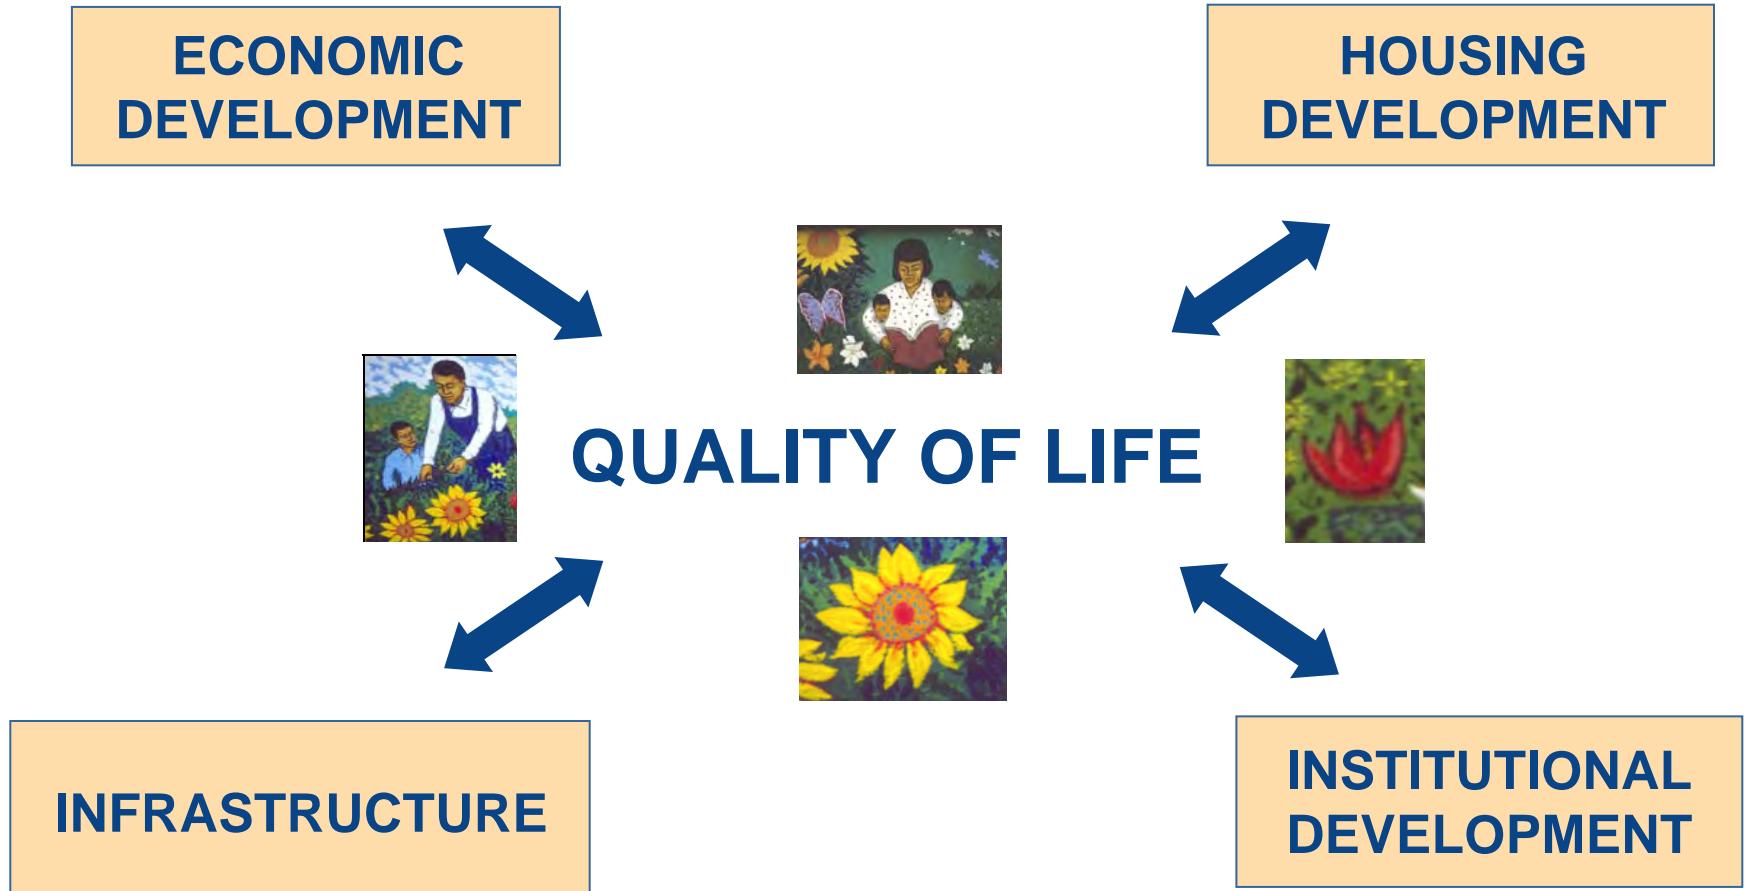 ECONOMIC
DEVELOPMENT
HOUSING
DEVELOPMENT
QUALITY OF LIFE
INFRASTRUCTURE
INSTITUTIONAL
DEVELOPMENT